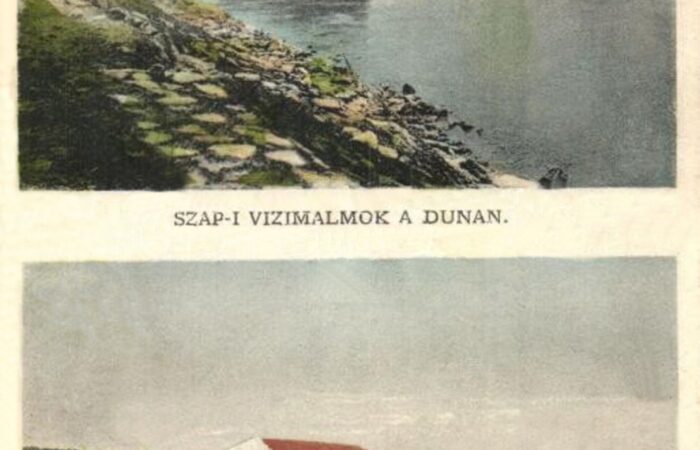 SZAP-I VIZIMALMOK A DUNAN.